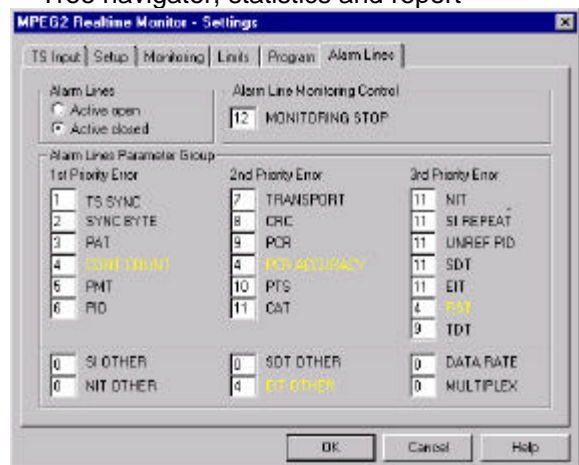 Tree navigator, statistics and report
MPEG2 Realtime Monitor - Settings
TS Input Setup Monitoring Limits Program Alarm Lines
Alarm Lines
Active open
Active closed
Alarm Line Monitoring Control
12 MONITORING STOP
Alarm Lines Parameter Group
1st Priority Error
1 TS SYNC
2 SYNC BYTE
3 PAT
4 CONT COUNT
5 PMT
6 PID
2nd Priority Error
7 TRANSPORT
8 CRC
9 PCR
4 PCR ACCURACY
10 PTS
11 CAT
3rd Priority Error
11 NIT
11 SI REPEAT
11 UNREF PID
11 SDT
11 EIT
4 RST
9 TDT
0 SI OTHER
0 NIT OTHER
0 SDT OTHER
4 EIT OTHER
0 DATA RATE
0 MULTIPLEX
OK
Cancel
Help